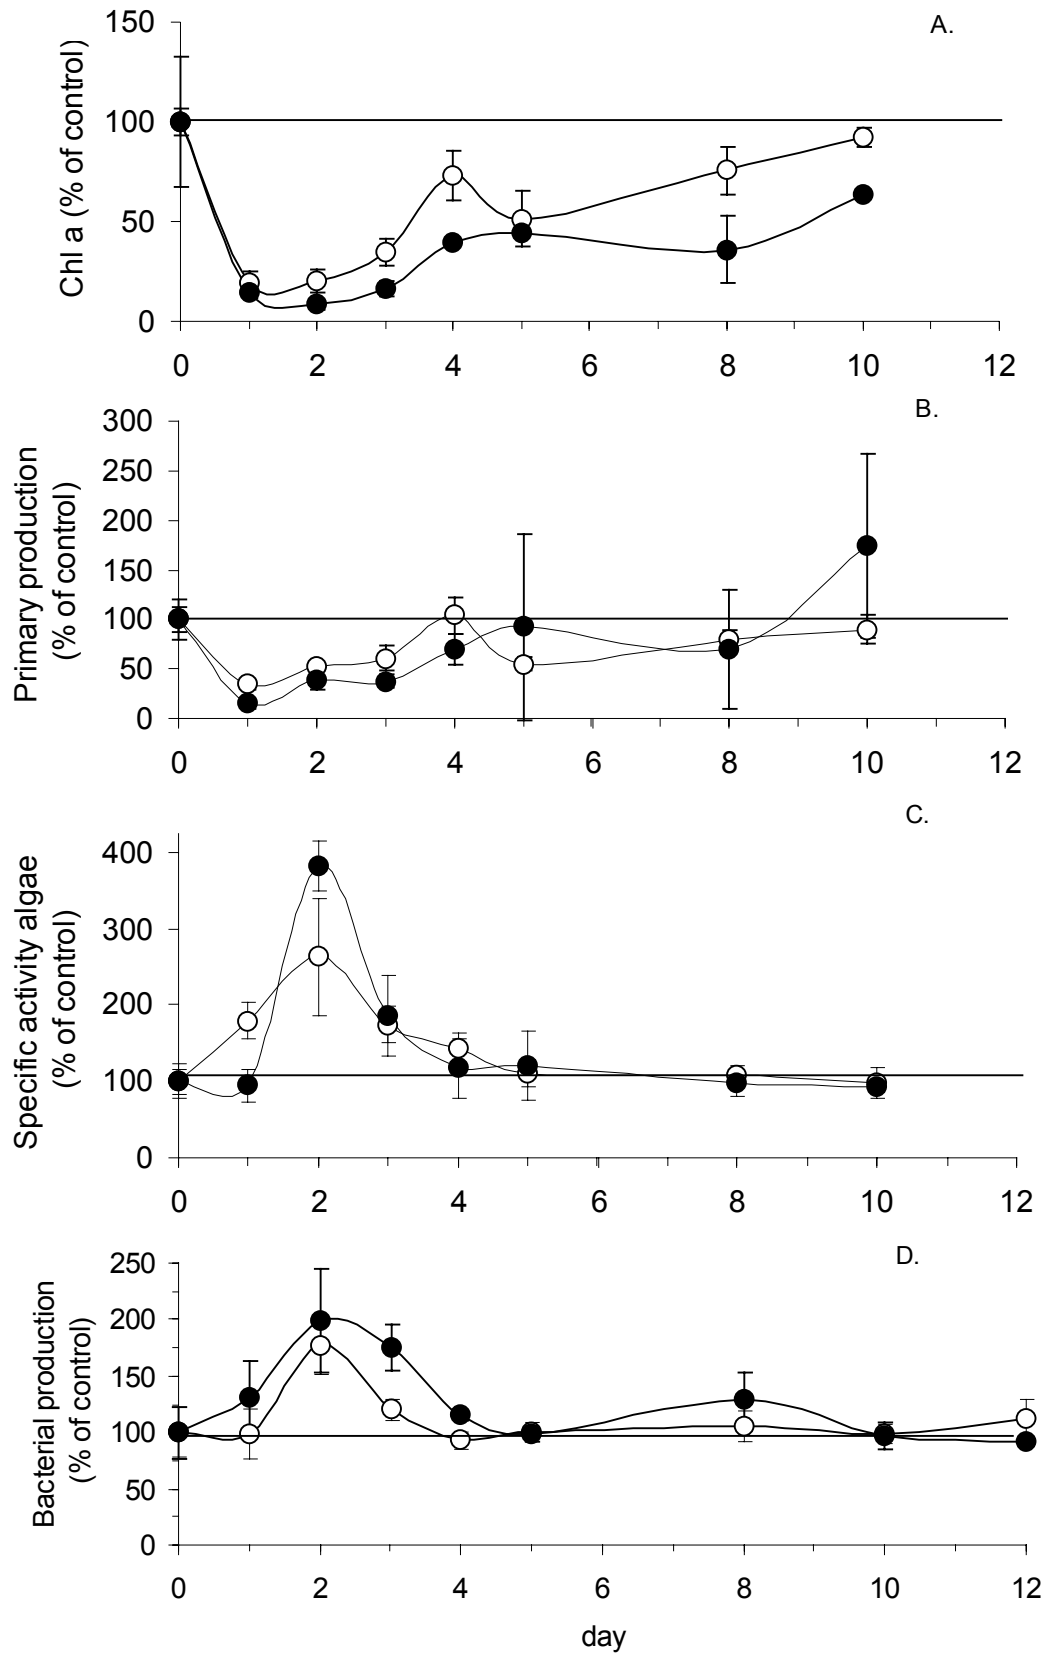 A.
Chl a (% of control)
150
100
50
0
0 2 4 6 8 10 12
B.
Primary production
(% of control)
300
250
200
150
100
50
0
0 2 4 6 8 10 12
C.
Specific activity algae
(% of control)
400
300
200
100
0
0 2 4 6 8 10 12
D.
Bacterial production
(% of control)
250
200
150
100
50
0
0 2 4 6 8 10 12
day